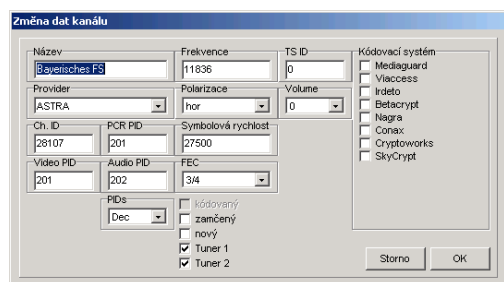 Změna dat kanálu
Název
Bayerisches FS
Frekvence
11836
TS ID
0
Kódovací systém
Mediaguard
Viaccess
Irdeto
Betacrypt
Nagra
Conax
Cryptoworks
SkyCrypt
Provider
ASTRA
Polarizace
hor
Volume
0
Ch. ID
28107
PCR PID
201
Symbolová rychlost
27500
Video PID
201
Audio PID
202
FEC
3/4
PIDs
Dec
kódovaný
zamčený
nový
Tuner 1
Tuner 2
Storno
OK